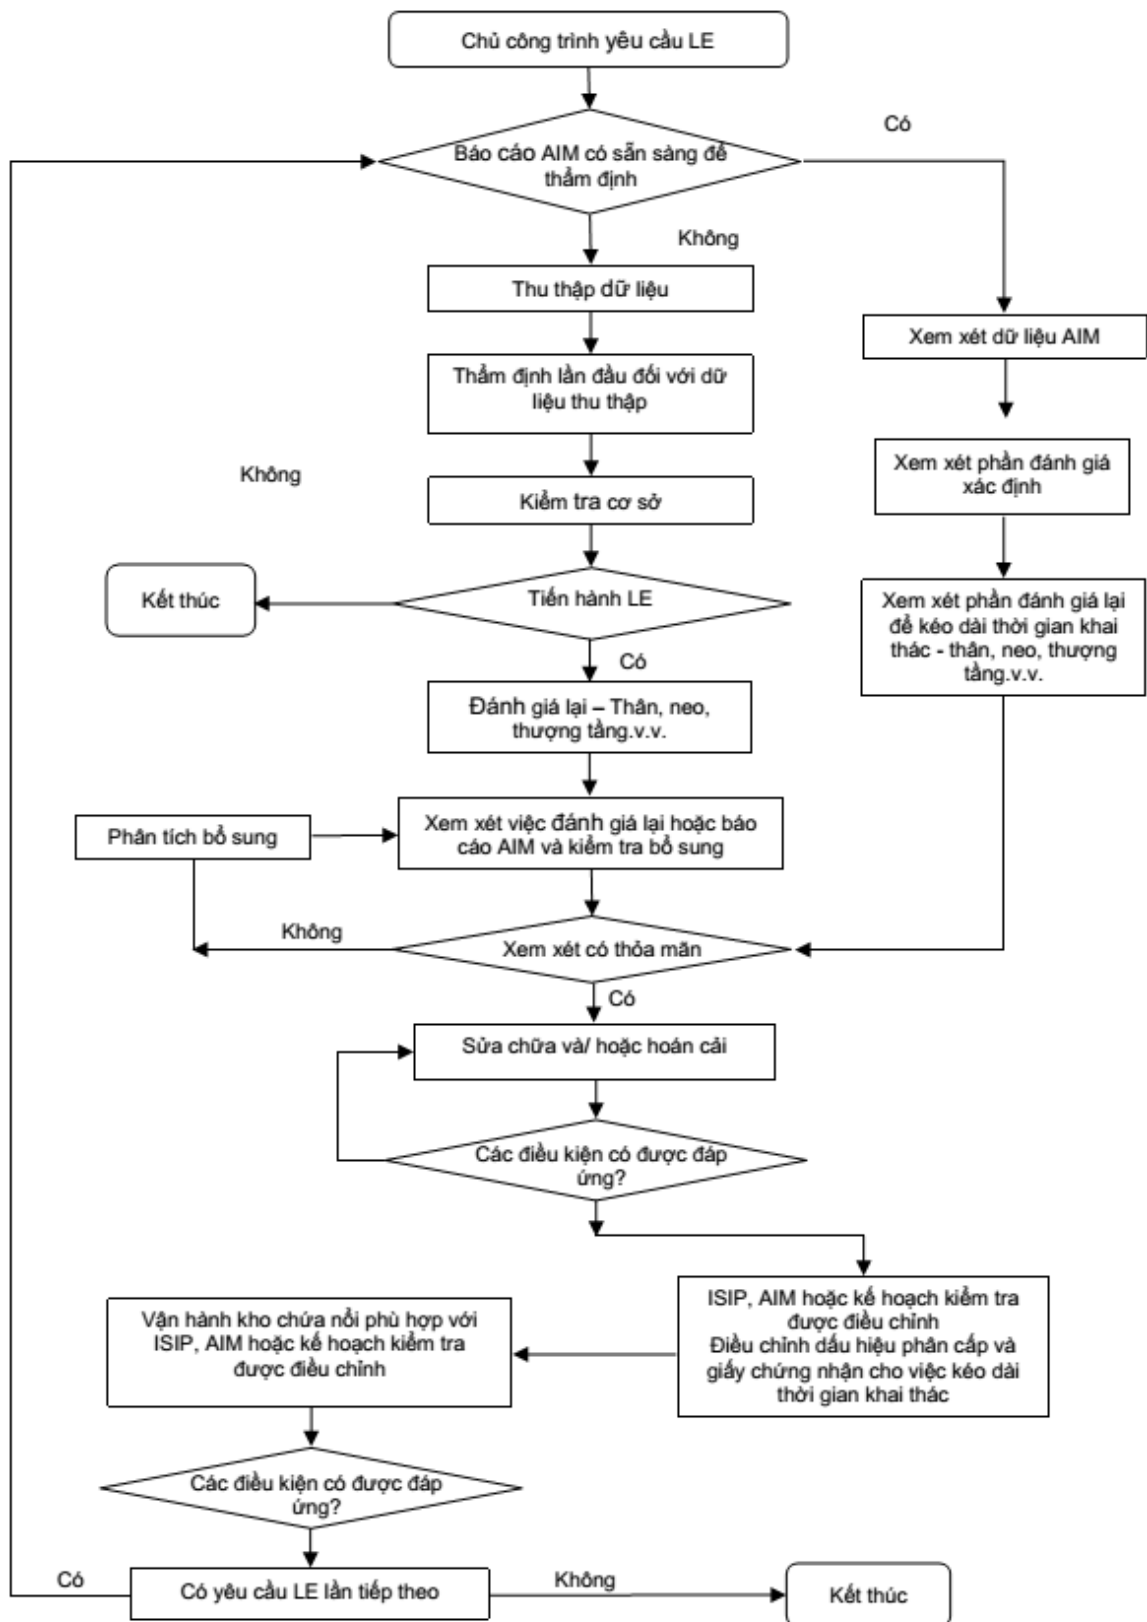 Chủ công trình yêu cầu LE
Có
Báo cáo AIM có sẵn sàng để
thẩm định
Không
Thu thập dữ liệu
Xem xét dữ liệu AIM
Thẩm định lần đầu đối với dữ
liệu thu thập
Không
Xem xét phần đánh giá
xác định
Kiểm tra cơ sở
Kết thúc
Tiến hành LE
Xem xét phần đánh giá lại
để kéo dài thời gian khai
thác - thân, neo, thượng
tầng.v.v.
Có
Đánh giá lại – Thân, neo,
thượng tầng.v.v.
Phân tích bổ sung
Xem xét việc đánh giá lại hoặc báo
cáo AIM và kiểm tra bổ sung
Không
Xem xét có thỏa mãn
Có
Sửa chữa và/ hoặc hoán cải
Các điều kiện có được đáp
ứng?
Vận hành kho chứa nổi phù hợp với
ISIP, AIM hoặc kế hoạch kiểm tra
được điều chỉnh
ISIP, AIM hoặc kế hoạch kiểm tra
được điều chỉnh
Điều chỉnh dấu hiệu phân cấp và
giấy chứng nhận cho việc kéo dài
thời gian khai thác
Các điều kiện có được đáp
ứng?
Có
Có yêu cầu LE lần tiếp theo
Không
Kết thúc